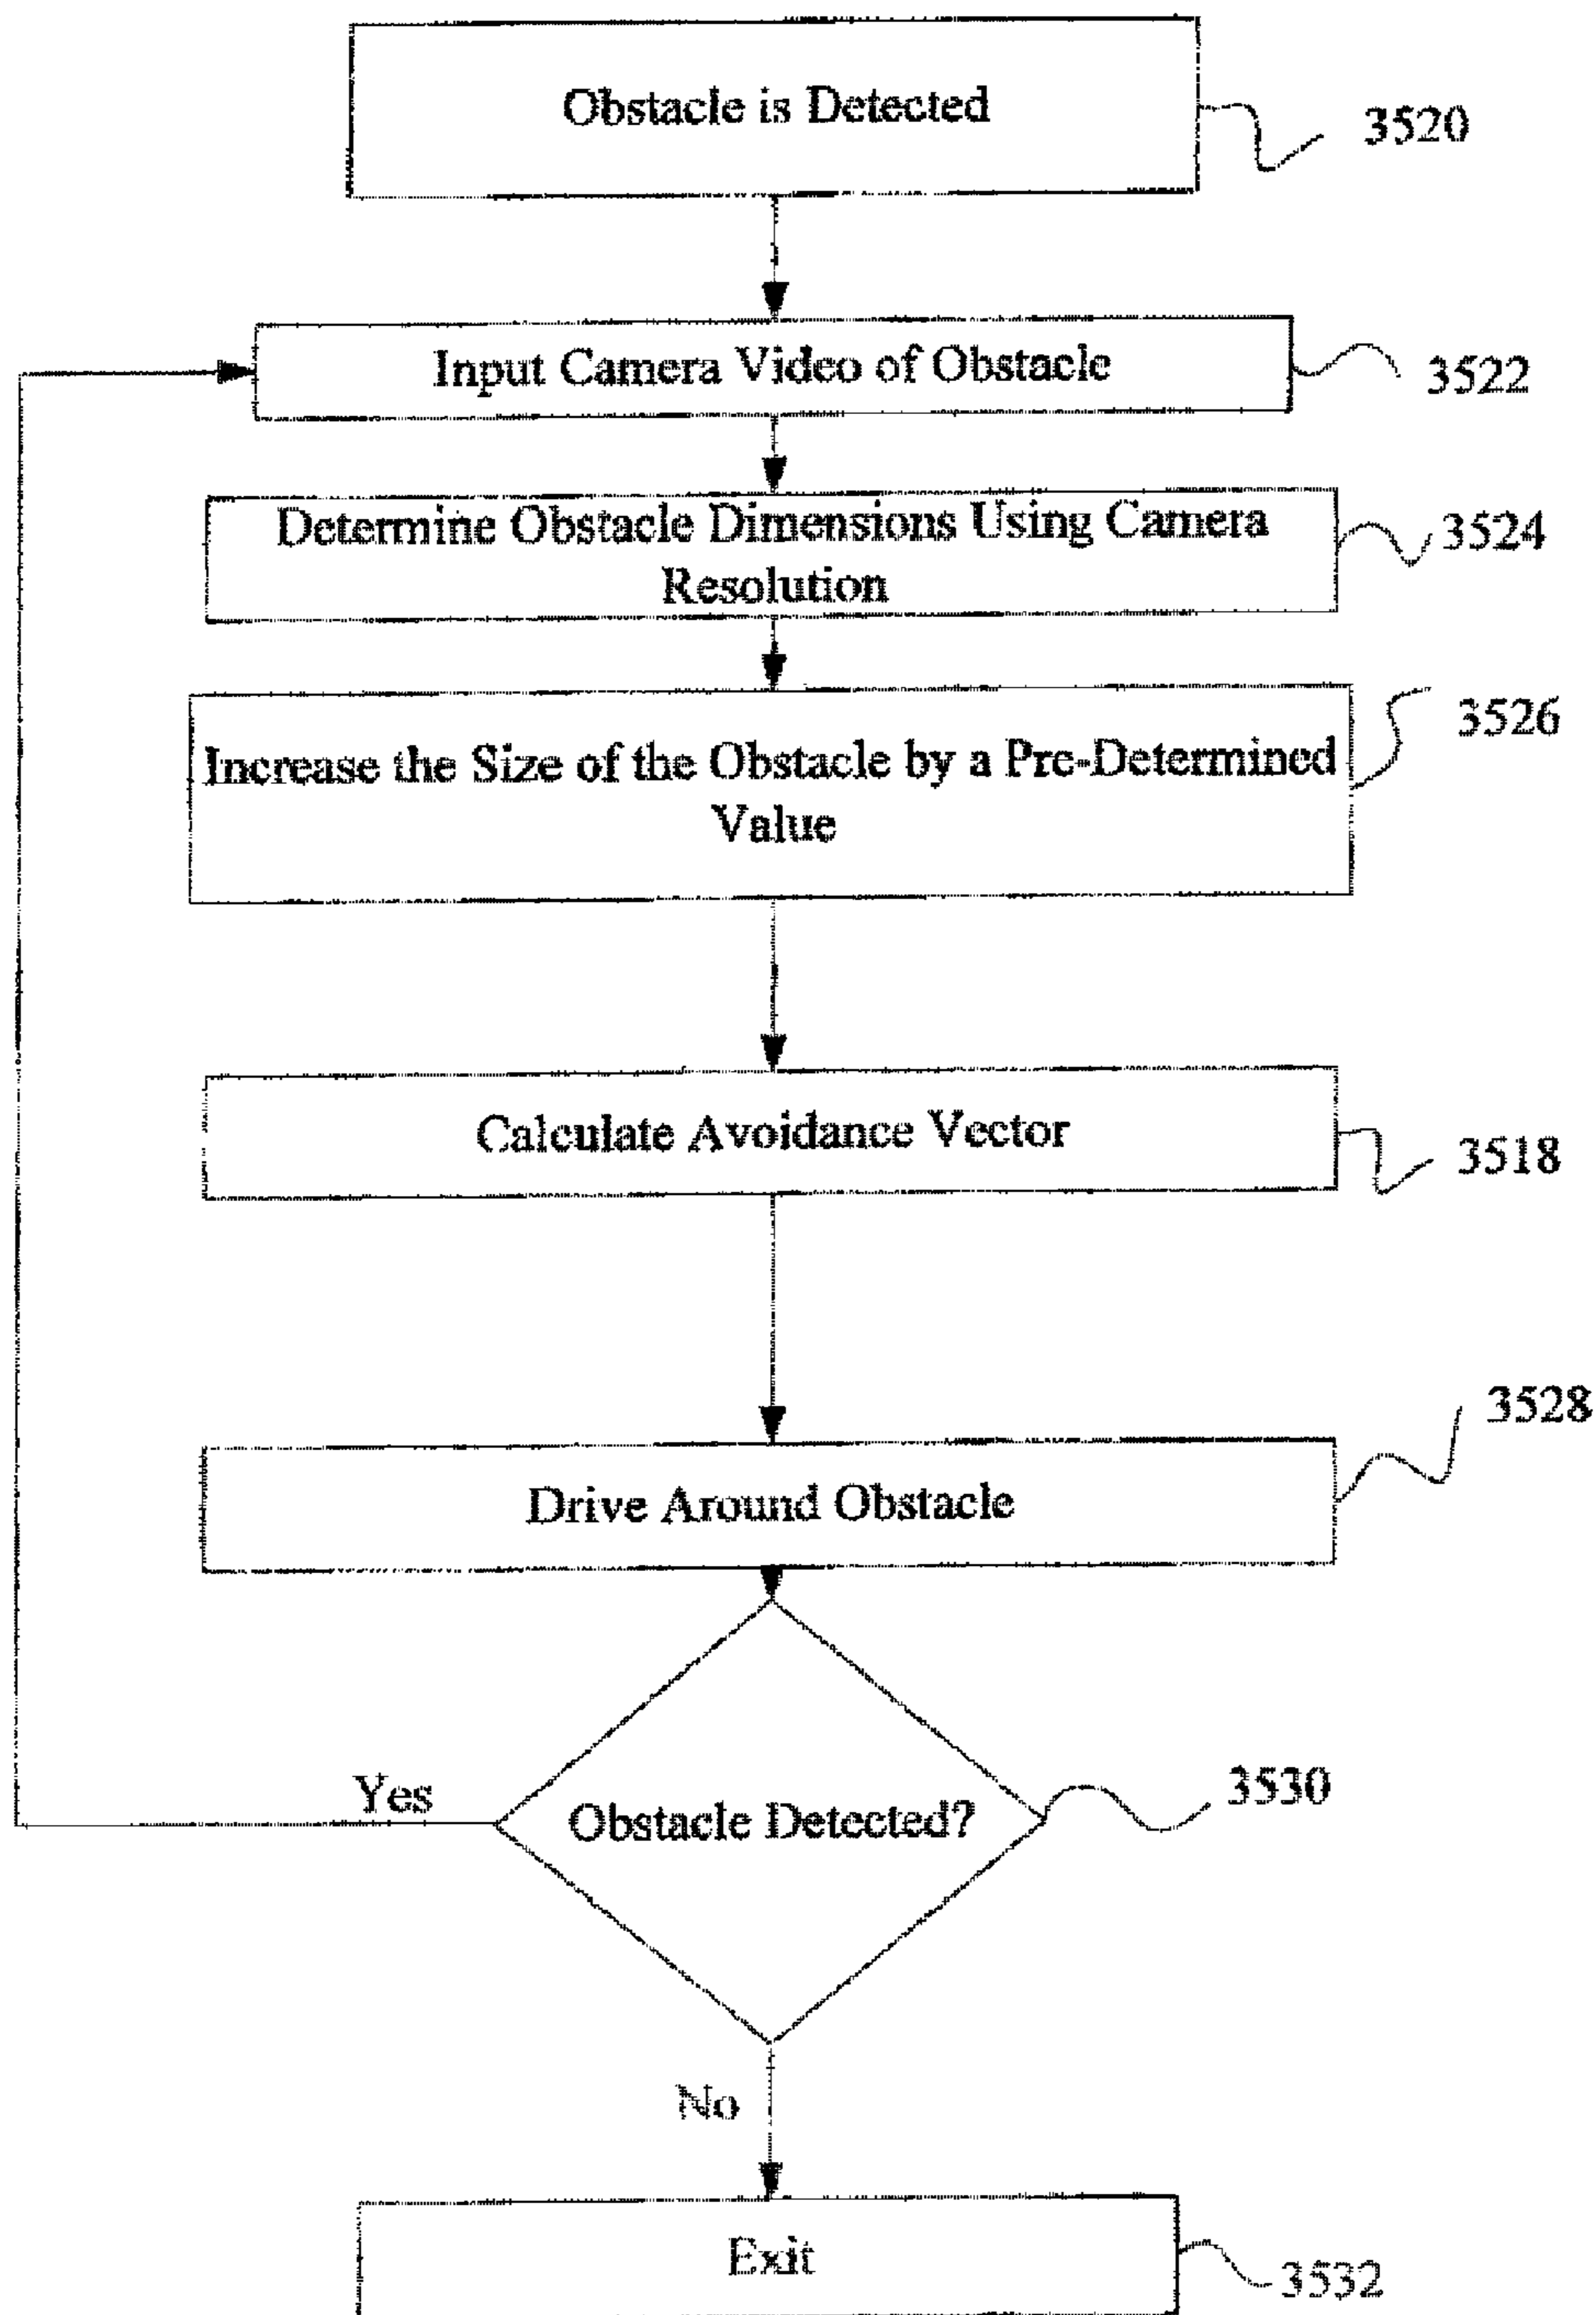 Obstacle is Detected
3520
Input Camera Video of Obstacle
3522
Determine Obstacle Dimensions Using Camera
Resolution
3524
Increase the Size of the Obstacle by a Pre-Determined
Value
3526
Calculate Avoidance Vector
3518
Drive Around Obstacle
3528
Obstacle Detected?
3530
Yes
No
Exit
3532